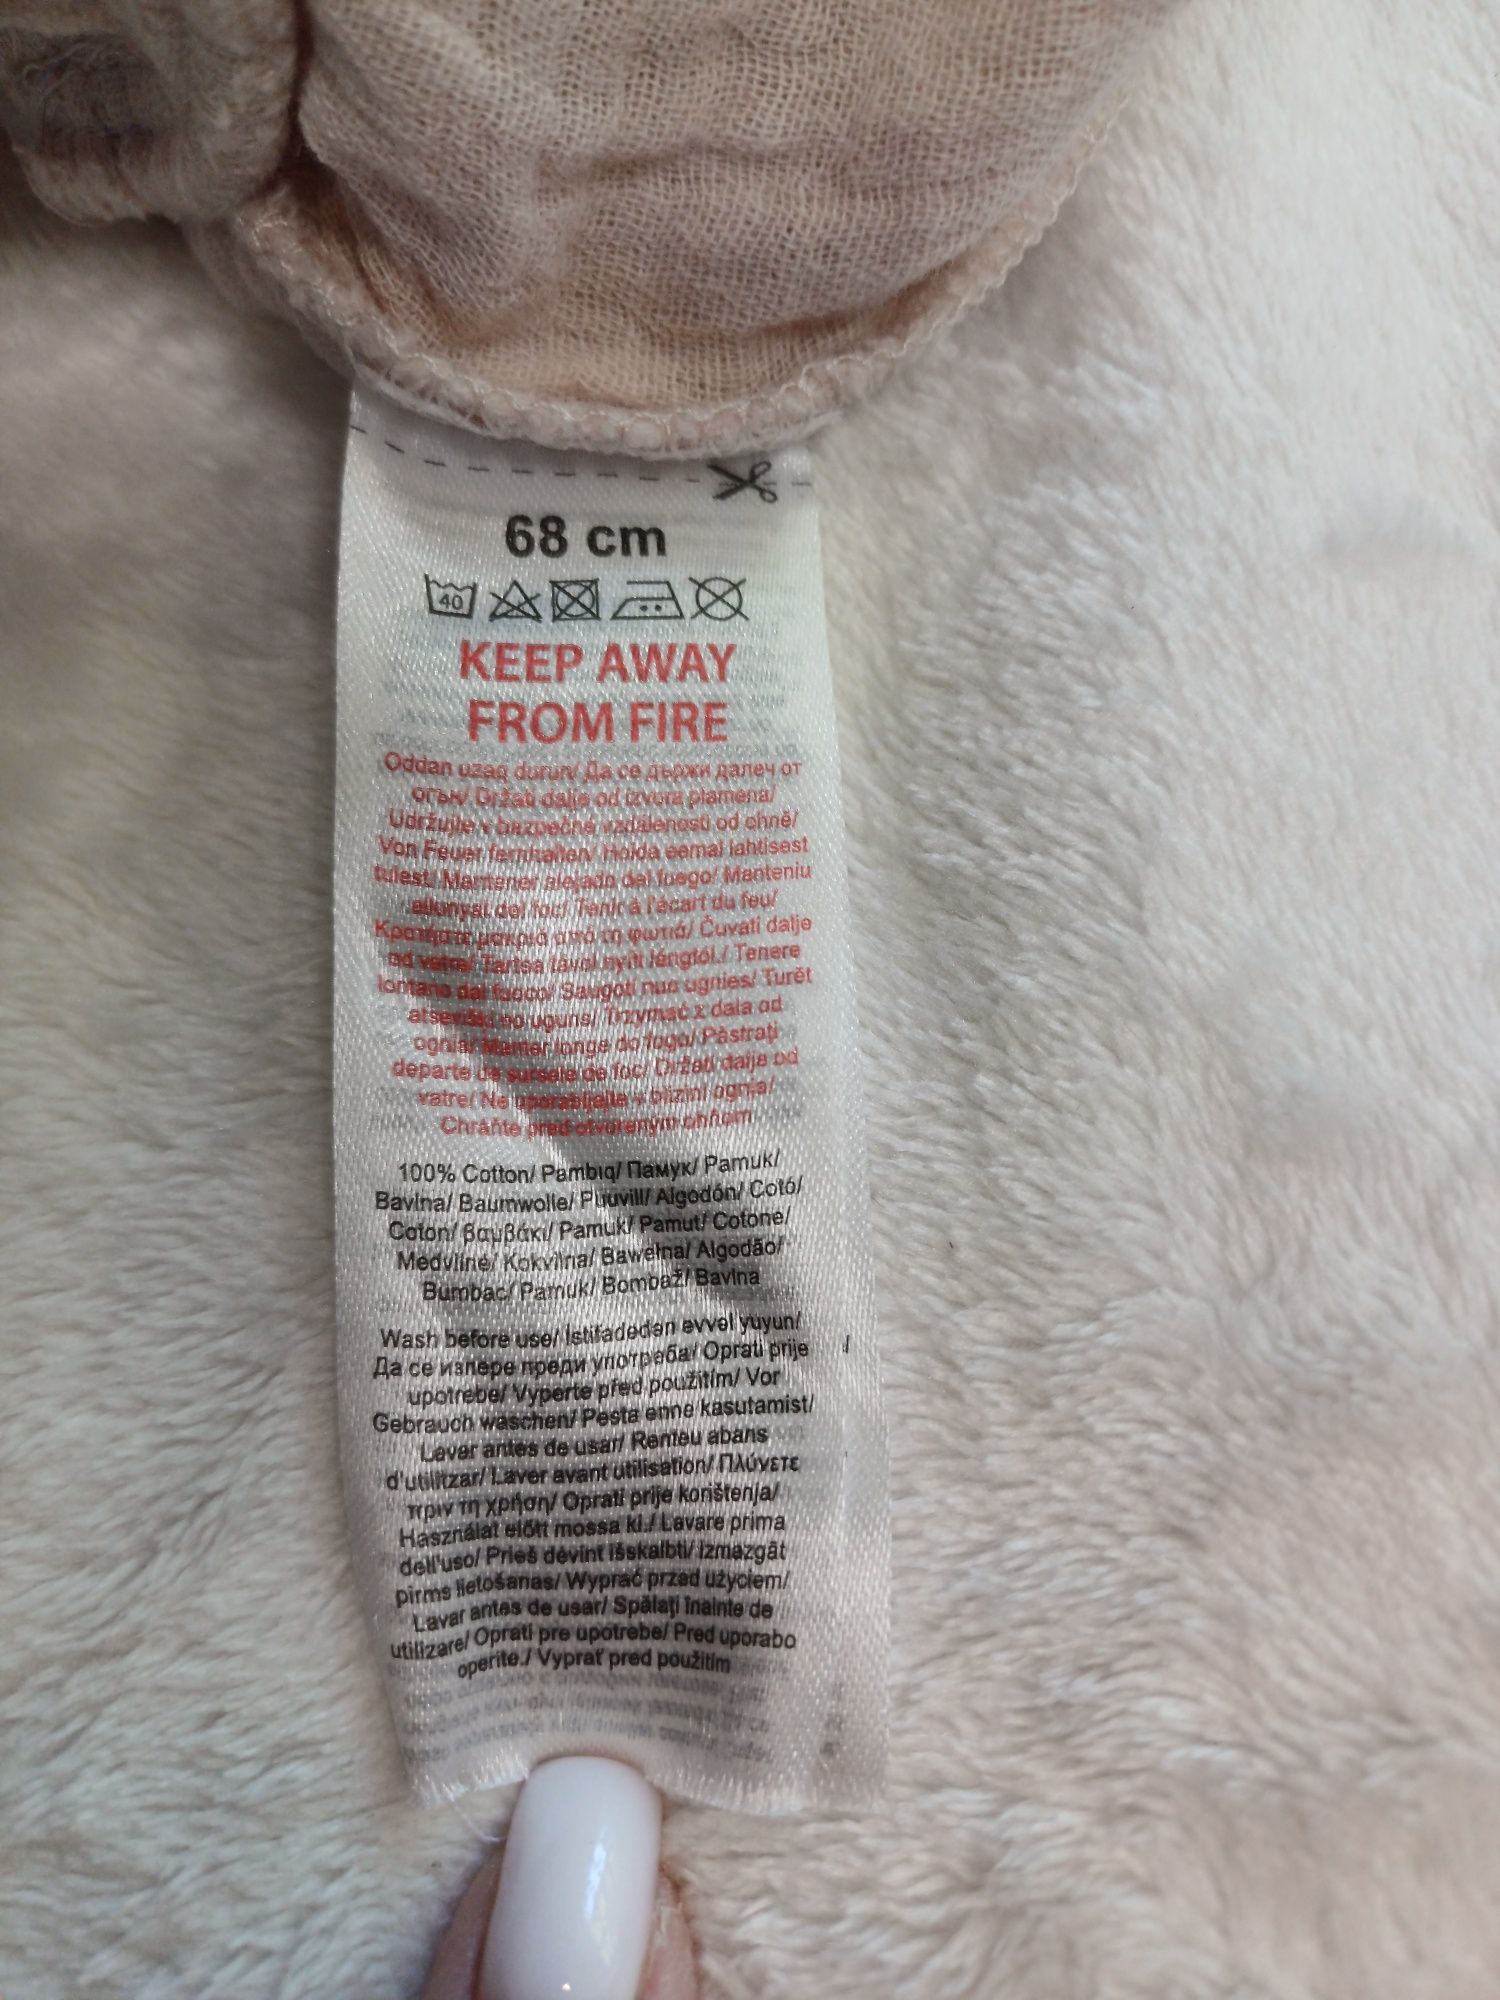 68 cm
40
KEEP AWAY
FROM FIRE
Oddan uzaq durun/ Да се държи далеч от
огън/ Držati dalje od izvora plamena/
Udržujte v bezpečné vzdálenosti od ohně/
Von Feuer fernhalten/ Hoida eemal lahtisest
tulest/ Mantener alejado del fuego/ Manteniu
allunyat del foc/ Tenir à l'écart du feu/
Κρατήστε μακριά από τη φωτιά/ Čuvati dalje
od vatre/ Tartsa távol nyílt lángtól./ Tenere
lontano dal fuoco/ Saugoti nuo ugnies/ Turēt
atsevišķi no uguns/ Trzymać z dala od
ognia/ Manter longe do fogo/ Păstrați
departe de sursele de foc/ Držati dalje od
vatre/ Ne uporabljajte v bližini ognja/
Chráňte pred otvoreným ohňom
100% Cotton/ Pambıq/ Памук/ Pamuk/
Bavlna/ Baumwolle/ Puuvill/ Algodón/ Cotó/
Coton/ βαμβάκι/ Pamuk/ Pamut/ Cotone/
Medvilnė/ Kokvilna/ Bawełna/ Algodão/
Bumbac/ Pamuk/ Bombaž/ Bavlna
Wash before use/ İstifadədən əvvəl yuyun/
Да се изпере преди употреба/ Oprati prije
upotrebe/ Vyperte před použitím/ Vor
Gebrauch waschen/ Pesta enne kasutamist/
Lavar antes de usar/ Renteu abans
d'utilitzar/ Laver avant utilisation/ Πλύνετε
πριν τη χρήση/ Oprati prije korištenja/
Használat előtt mossa ki./ Lavare prima
dell'uso/ Prieš dėvint išskalbti/ Izmazgāt
pirms lietošanas/ Wyprać przed użyciem/
Lavar antes de usar/ Spălați înainte de
utilizare/ Oprati pre upotrebe/ Pred uporabo
operite./ Vyprať pred použitím